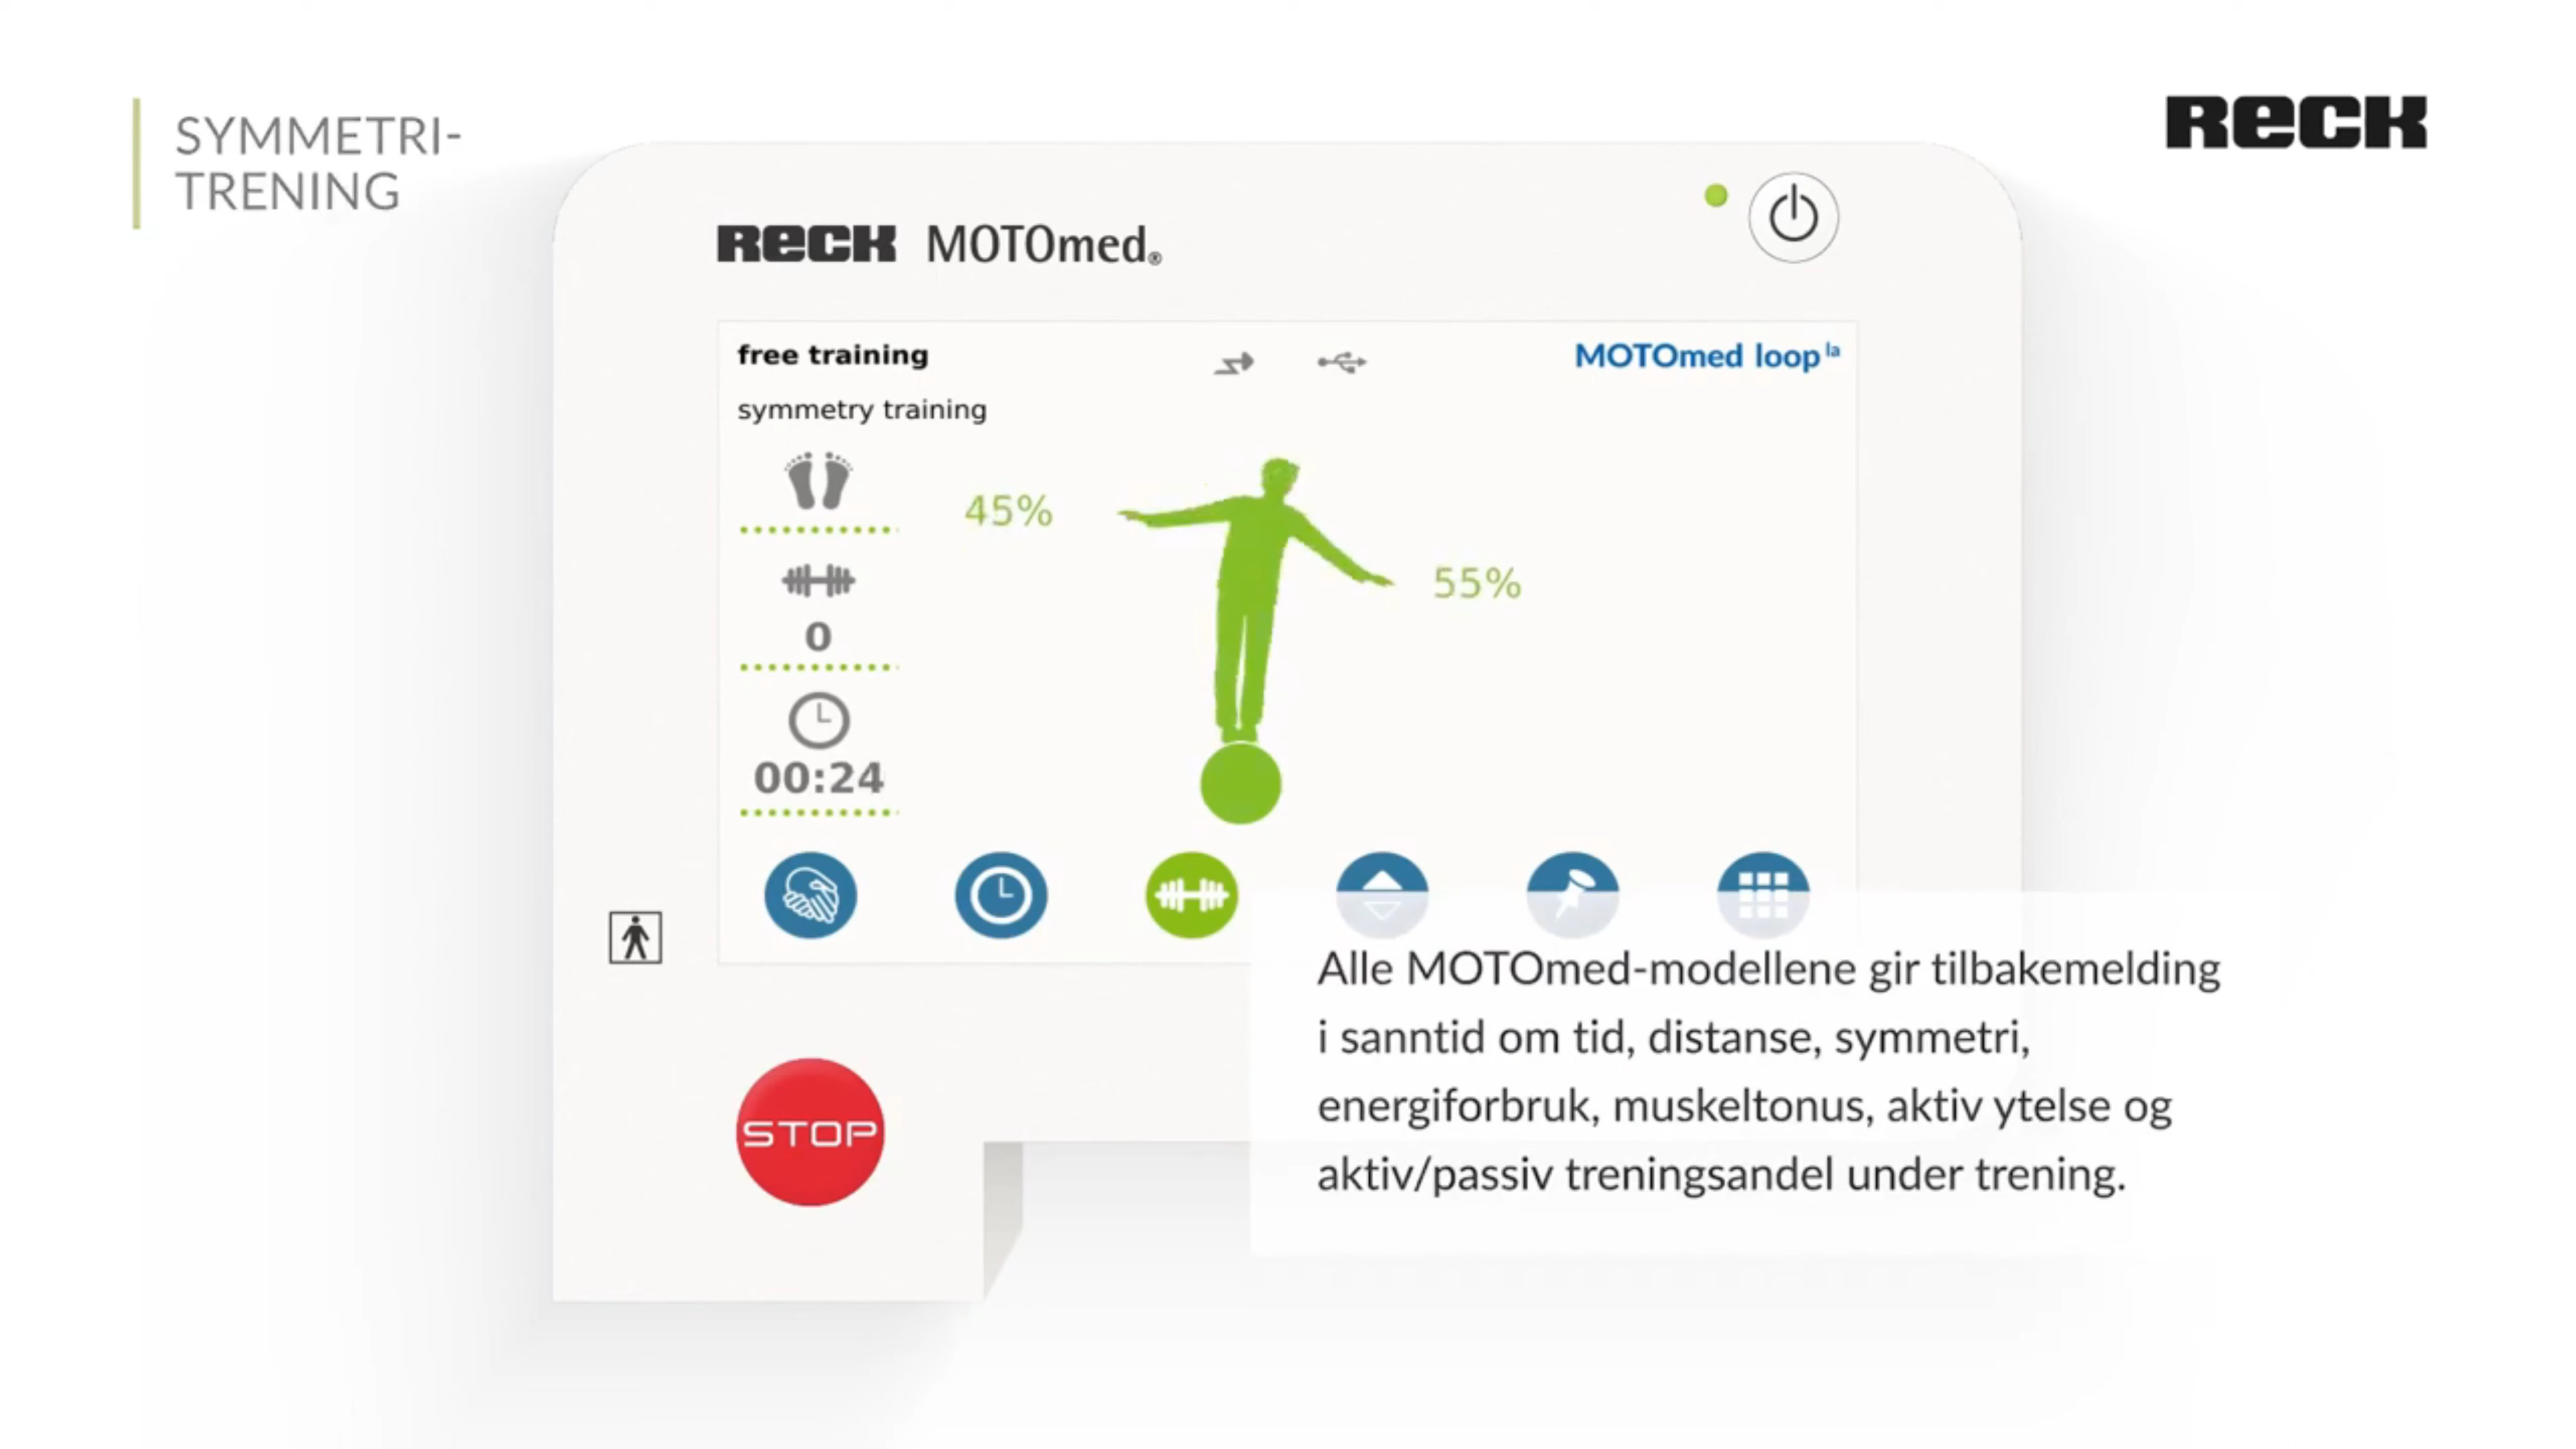 SYMMETRI-
TRENING
RECK
RECK MOTOmed®
free training
MOTOmed loop la
symmetry training
45%
55%
0
00:24
STOP
Alle MOTOmed-modellene gir tilbakemelding
i sanntid om tid, distanse, symmetri,
energiforbruk, muskeltonus, aktiv ytelse og
aktiv/passiv treningsandel under trening.